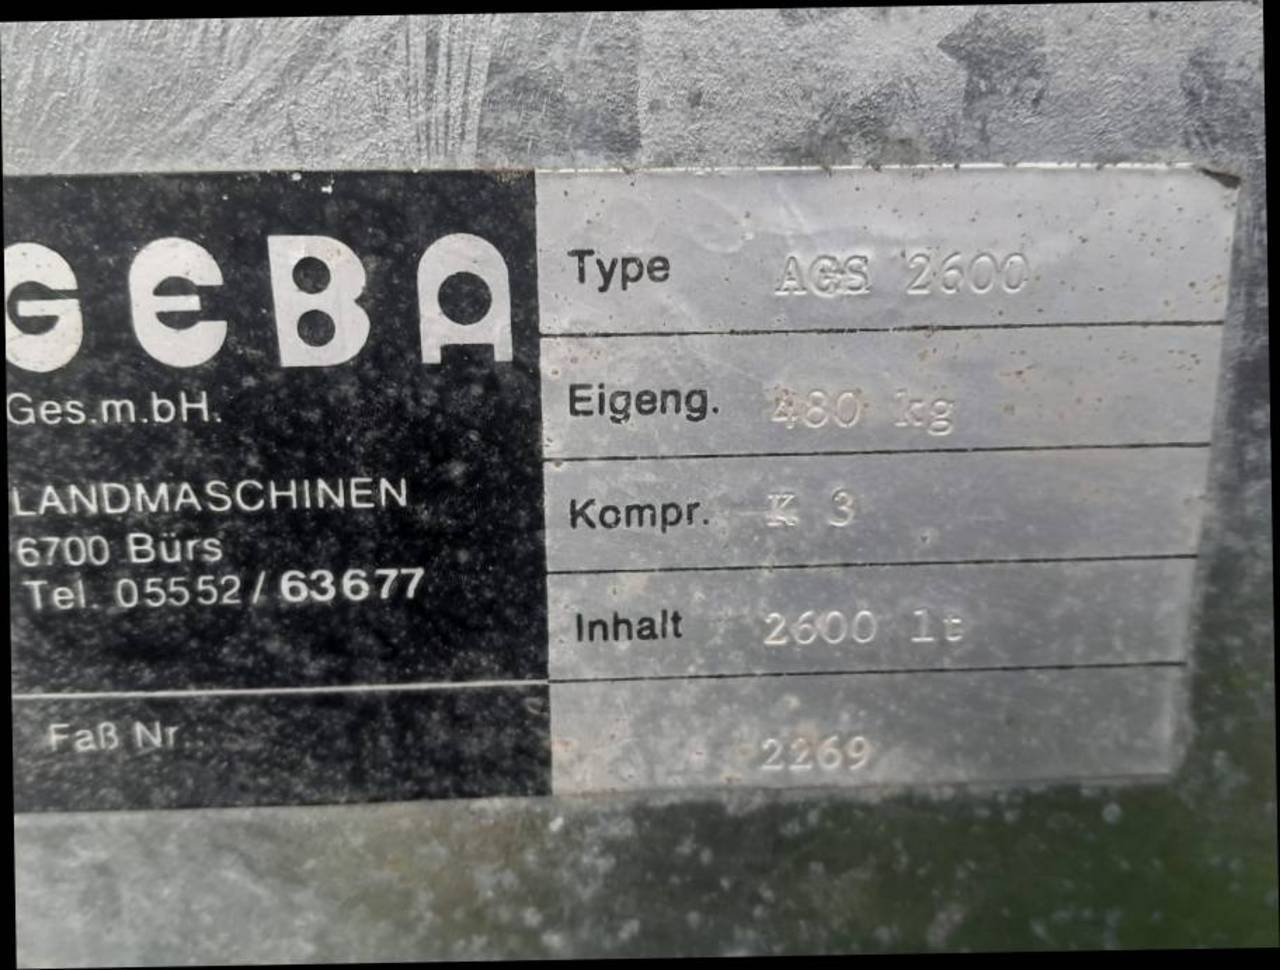 GEBA
Ges.m.bH.
LANDMASCHINEN
6700 Bürs
Tel. 05552/63677
Faß Nr.:
Type AGS 2600
Eigeng. 480 kg
Kompr. K 3
Inhalt 2600 lt
2269